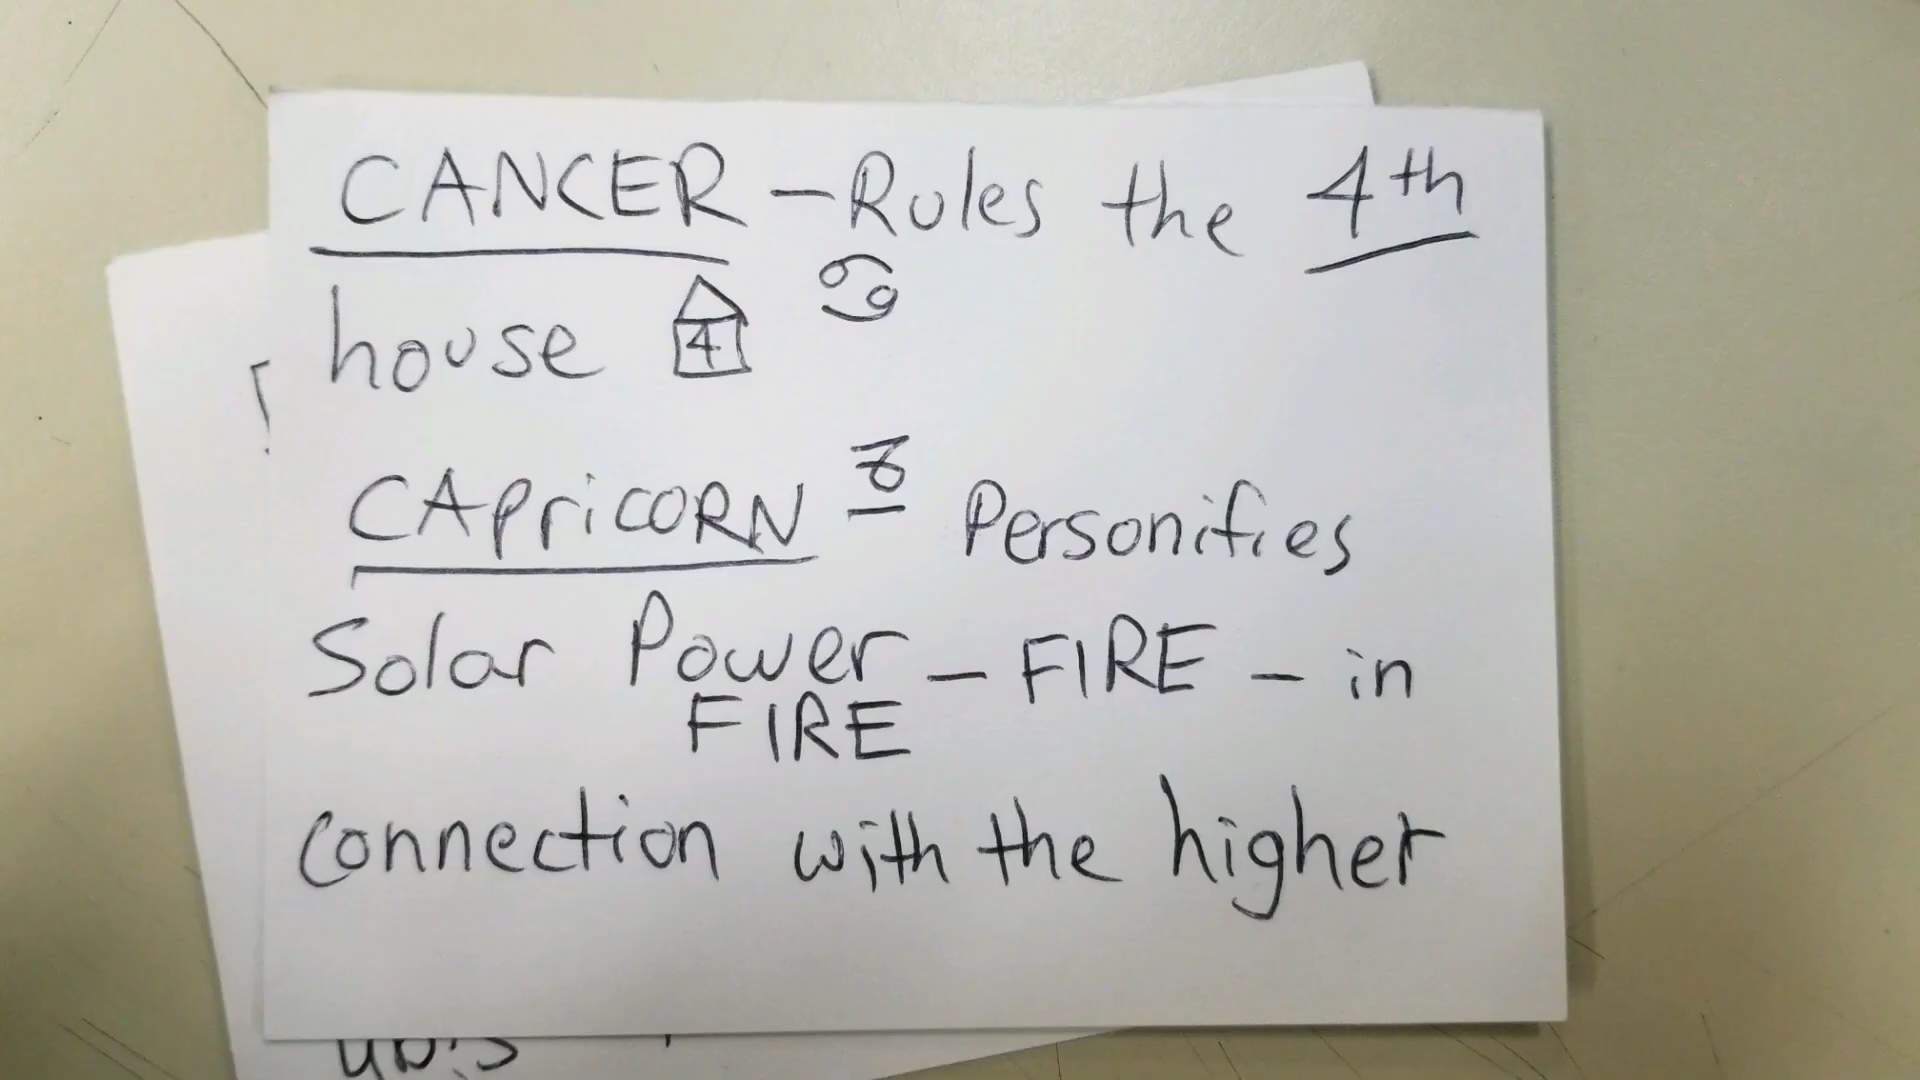 CANCER - Rules the 4th
house 4 ♋
CApricORN ♑ Personifies
Solar Power - FIRE - in
FIRE
connection with the higher